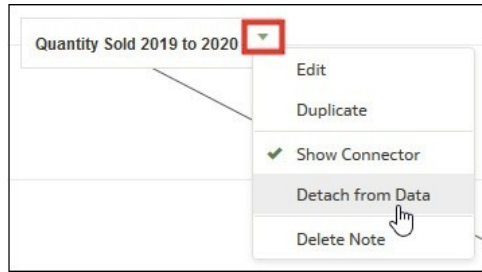 Quantity Sold 2019 to 2020
Edit
Duplicate
Show Connector
Detach from Data
Delete Note